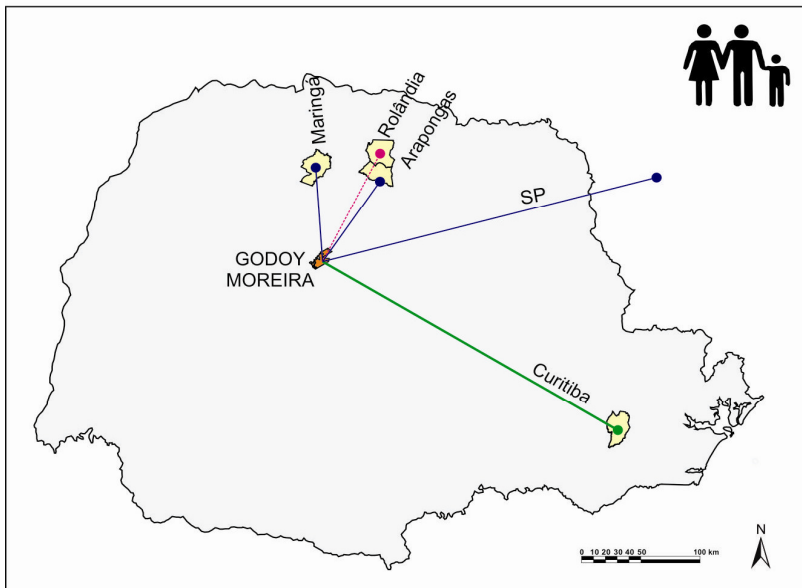 Maringá
Rolândia
Arapongas
SP
GODOY
MOREIRA
Curitiba
N
0 10 20 30 40 50 100 km